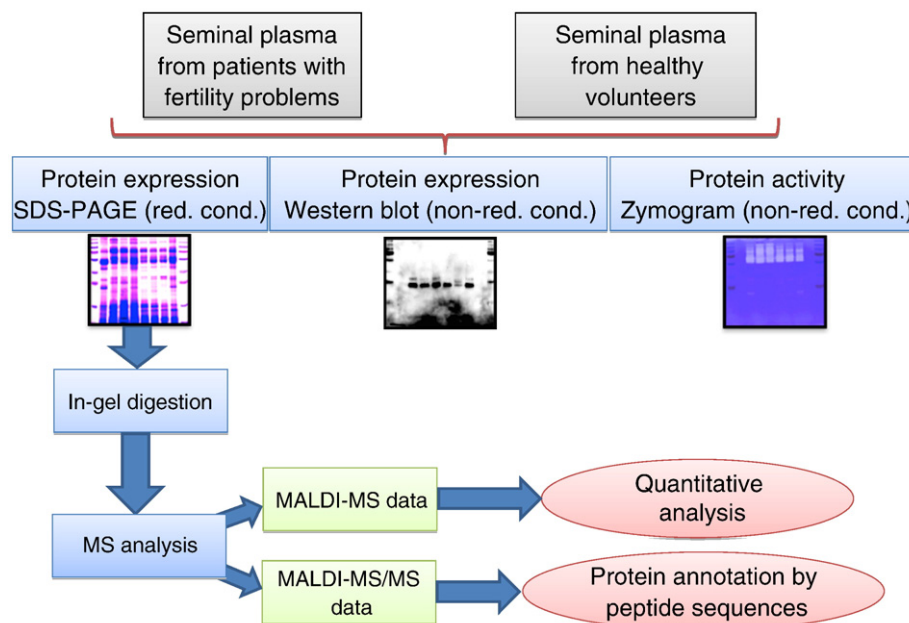 Seminal plasma
from patients with
fertility problems
Seminal plasma
from healthy
volunteers
Protein expression
SDS-PAGE (red. cond.)
Protein expression
Western blot (non-red. cond.)
Protein activity
Zymogram (non-red. cond.)
In-gel digestion
MS analysis
MALDI-MS data
Quantitative
analysis
MALDI-MS/MS
data
Protein annotation by
peptide sequences